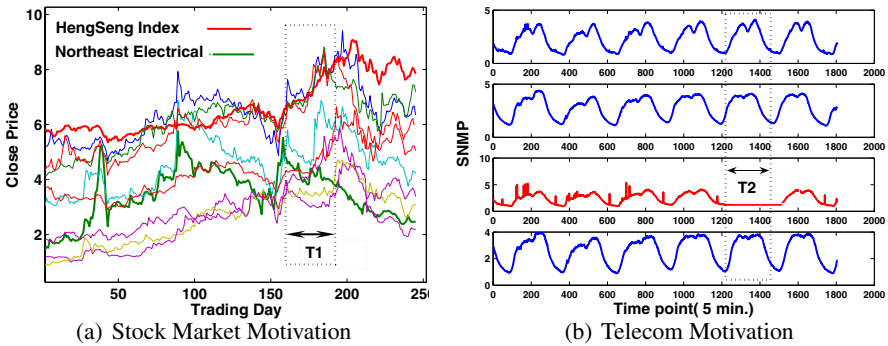 HengSeng Index
Northeast Electrical
Close Price
10
8
6
4
2
T1
50
100
150
200
250
Trading Day
(a) Stock Market Motivation
SNMP
5
0
0 200 400 600 800 1000 1200 1400 1600 1800 2000
5
0
0 200 400 600 800 1000 1200 1400 1600 1800 2000
10
5
0
T2
0 200 400 600 800 1000 1200 1400 1600 1800 2000
4
2
0
0 200 400 600 800 1000 1200 1400 1600 1800 2000
Time point( 5 min.)
(b) Telecom Motivation